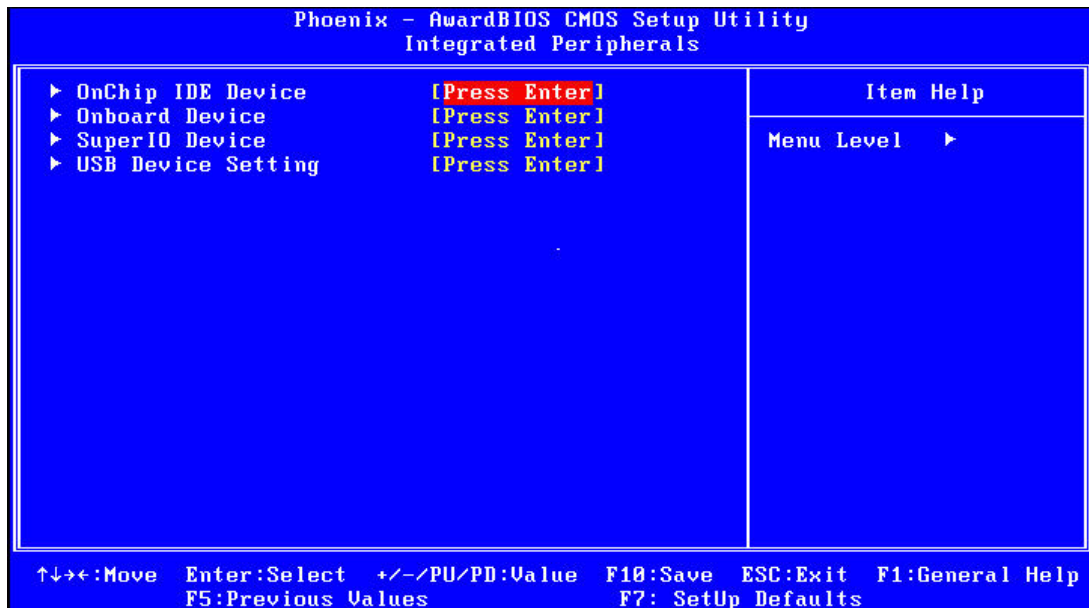 Phoenix - AwardBIOS CMOS Setup Utility
Integrated Peripherals
▶ OnChip IDE Device [Press Enter]
▶ Onboard Device [Press Enter]
▶ SuperIO Device [Press Enter]
▶ USB Device Setting [Press Enter]
Item Help
Menu Level ▶
↑↓→←:Move Enter:Select +/-/PU/PD:Value F10:Save ESC:Exit F1:General Help
F5:Previous Values F7: SetUp Defaults